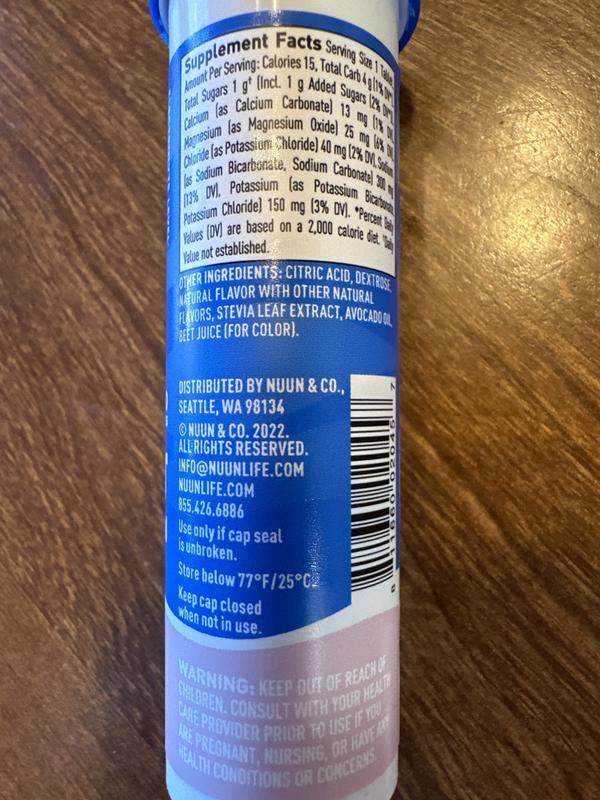 Supplement Facts Serving Size 1 Tablet
Amount Per Serving: Calories 15, Total Carb 4 g (1% DV*),
Total Sugars 1 g† (Incl. 1 g Added Sugars (2% DV*),
Calcium (as Calcium Carbonate) 13 mg (1% DV),
Magnesium (as Magnesium Oxide) 25 mg (6% DV),
Chloride (as Potassium Chloride) 40 mg (2% DV), Sodium
(as Sodium Bicarbonate, Sodium Carbonate) 300 mg
(13% DV), Potassium (as Potassium Bicarbonate,
Potassium Chloride) 150 mg (3% DV). *Percent Daily
Values (DV) are based on a 2,000 calorie diet. †Daily
Value not established.
OTHER INGREDIENTS: CITRIC ACID, DEXTROSE,
NATURAL FLAVOR WITH OTHER NATURAL
FLAVORS, STEVIA LEAF EXTRACT, AVOCADO OIL,
BEET JUICE (FOR COLOR).
DISTRIBUTED BY NUUN & CO.,
SEATTLE, WA 98134
© NUUN & CO. 2022.
ALL RIGHTS RESERVED.
INFO@NUUNLIFE.COM
NUUNLIFE.COM
855.426.6886
Use only if cap seal
is unbroken.
Store below 77°F/25°C.
Keep cap closed
when not in use.
WARNING: KEEP OUT OF REACH OF
CHILDREN. CONSULT WITH YOUR HEALTH
CARE PROVIDER PRIOR TO USE IF YOU
ARE PREGNANT, NURSING, OR HAVE ANY
HEALTH CONDITIONS OR CONCERNS.